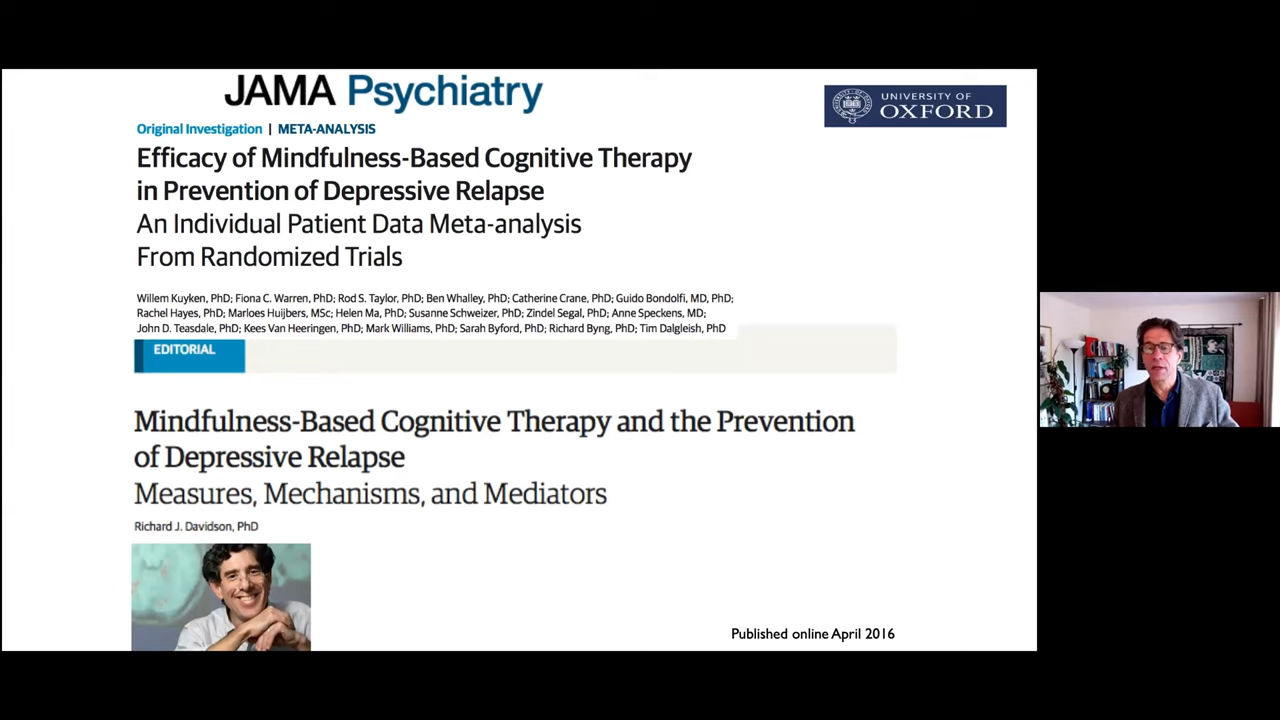 JAMA Psychiatry
UNIVERSITY OF
OXFORD
Original Investigation | META-ANALYSIS
Efficacy of Mindfulness-Based Cognitive Therapy
in Prevention of Depressive Relapse
An Individual Patient Data Meta-analysis
From Randomized Trials
Willem Kuyken, PhD; Fiona C. Warren, PhD; Rod S. Taylor, PhD; Ben Whalley, PhD; Catherine Crane, PhD; Guido Bondolfi, MD, PhD;
Rachel Hayes, PhD; Marloes Huijbers, MSc; Helen Ma, PhD; Susanne Schweizer, PhD; Zindel Segal, PhD; Anne Speckens, MD;
John D. Teasdale, PhD; Kees Van Heeringen, PhD; Mark Williams, PhD; Sarah Byford, PhD; Richard Byng, PhD; Tim Dalgleish, PhD
EDITORIAL
Mindfulness-Based Cognitive Therapy and the Prevention
of Depressive Relapse
Measures, Mechanisms, and Mediators
Richard J. Davidson, PhD
Published online April 2016